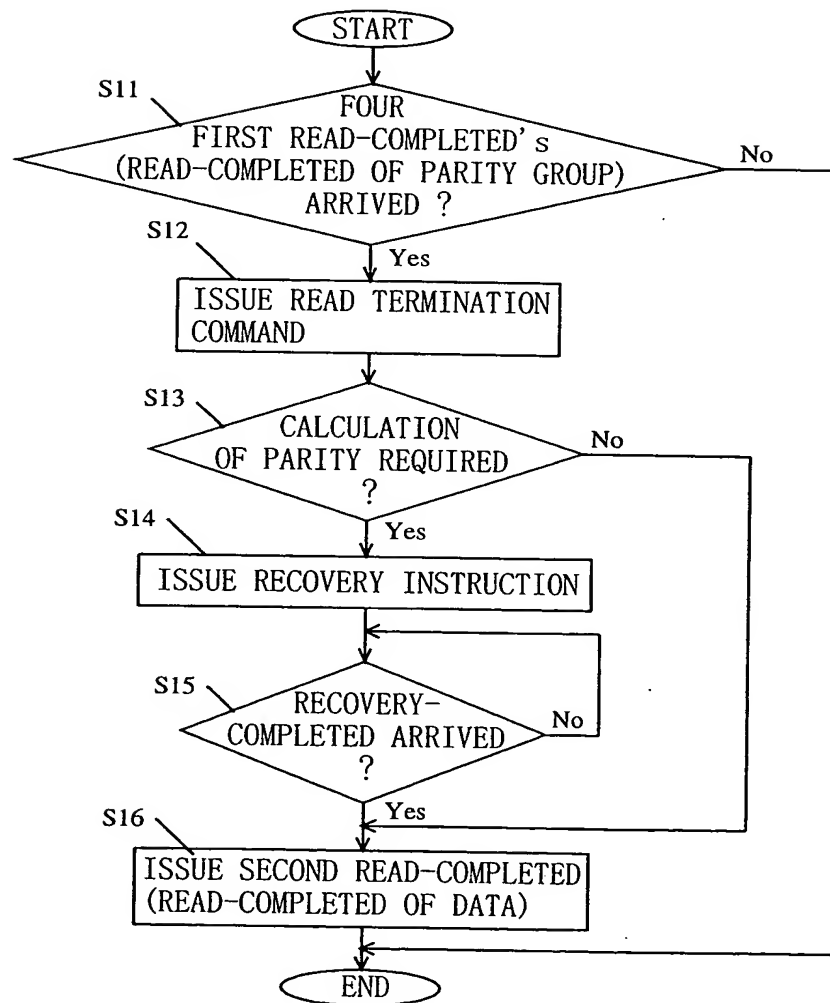 START
S11
FOUR
FIRST READ-COMPLETED's
(READ-COMPLETED OF PARITY GROUP)
ARRIVED ?
No
S12
Yes
ISSUE READ TERMINATION
COMMAND
S13
CALCULATION
OF PARITY REQUIRED
?
No
S14
Yes
ISSUE RECOVERY INSTRUCTION
S15
RECOVERY-
COMPLETED ARRIVED
?
No
S16
Yes
ISSUE SECOND READ-COMPLETED
(READ-COMPLETED OF DATA)
END